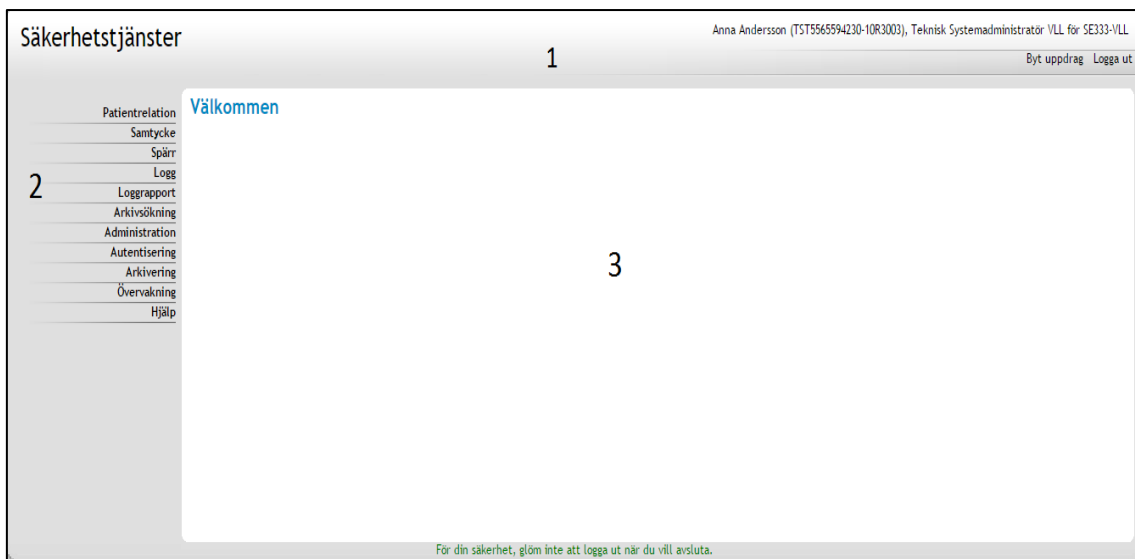 Säkerhetstjänster
Anna Andersson (TST5565594230-10R3003), Teknisk Systemadministratör VLL för SE333-VLL
1
Byt uppdrag Logga ut
Patientrelation
Samtycke
Spärr
Logg
Loggrapport
Arkivsökning
Administration
Autentisering
Arkivering
Övervakning
Hjälp
2
Välkommen
3
För din säkerhet, glöm inte att logga ut när du vill avsluta.